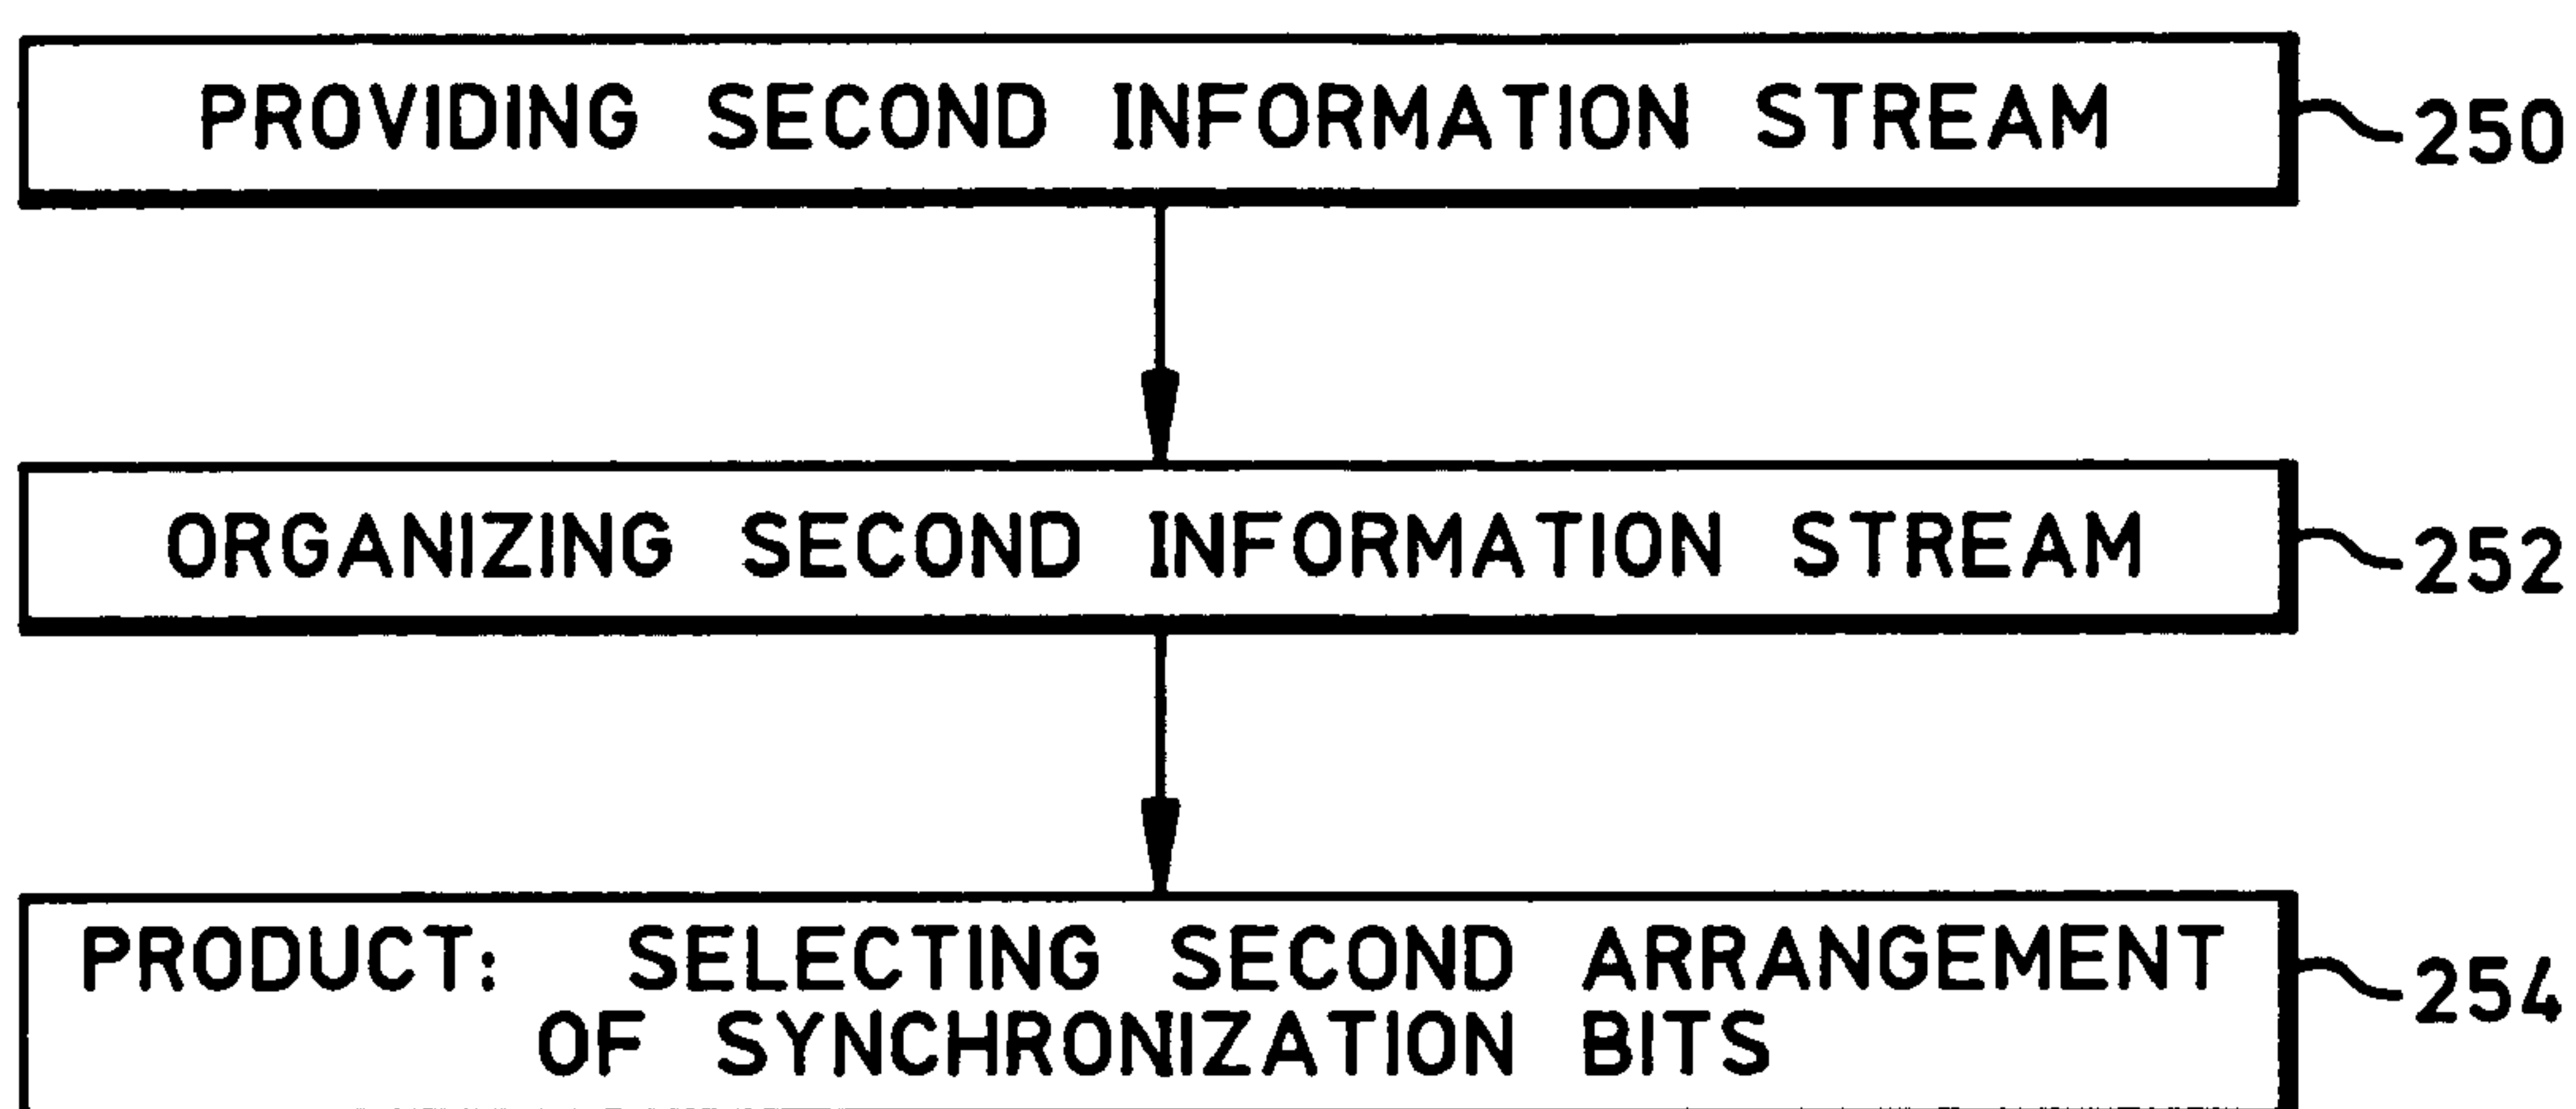 PROVIDING SECOND INFORMATION STREAM
250
ORGANIZING SECOND INFORMATION STREAM
252
PRODUCT: SELECTING SECOND ARRANGEMENT
254
OF SYNCHRONIZATION BITS